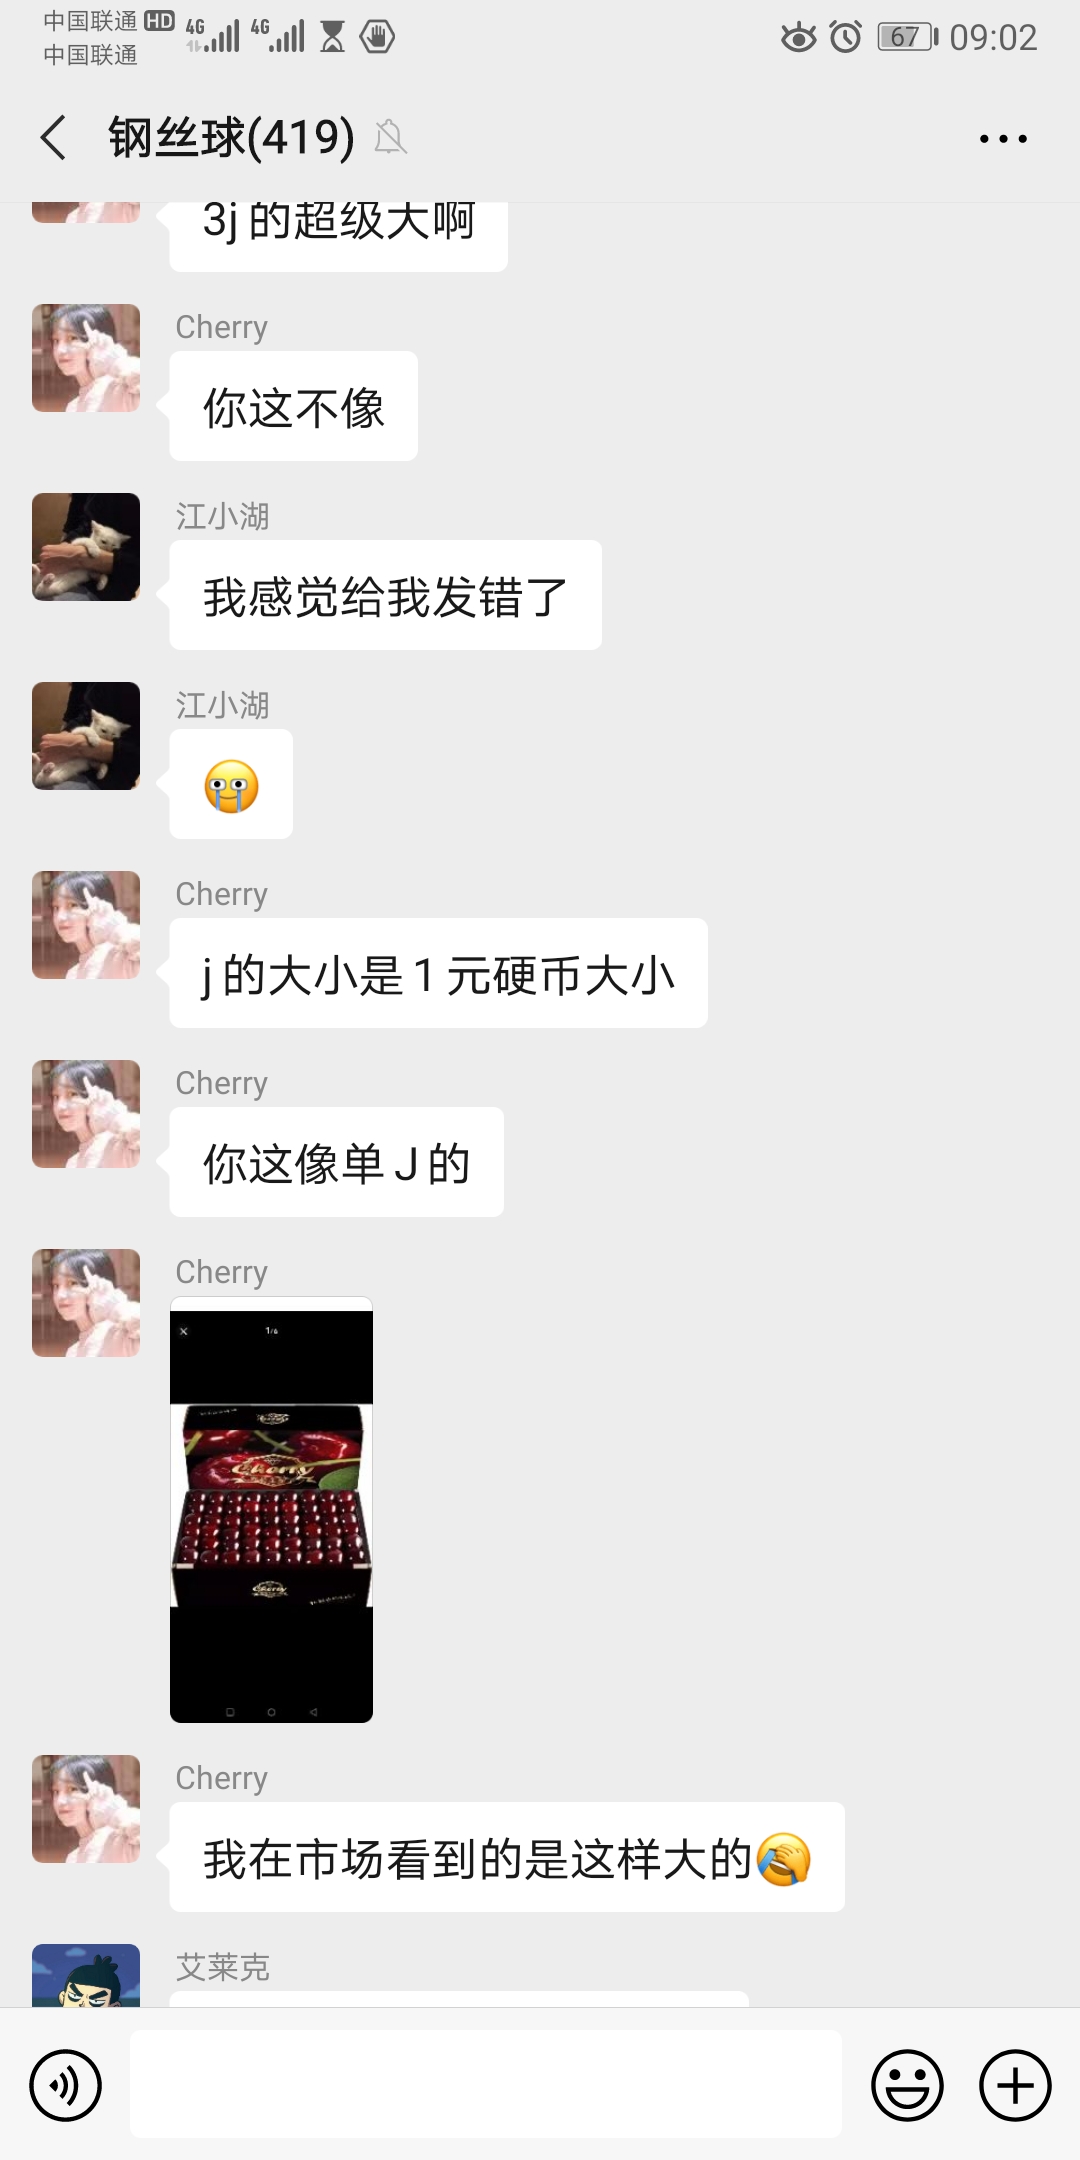 中国联通 HD 4G 4G 67 09:02
中国联通
钢丝球(419)
3j的超级大啊
Cherry
你这不像
江小湖
我感觉给我发错了
江小湖
Cherry
j的大小是1元硬币大小
Cherry
你这像单J的
Cherry
1/6
Cherry
Cherry
Cherry
我在市场看到的是这样大的
艾莱克